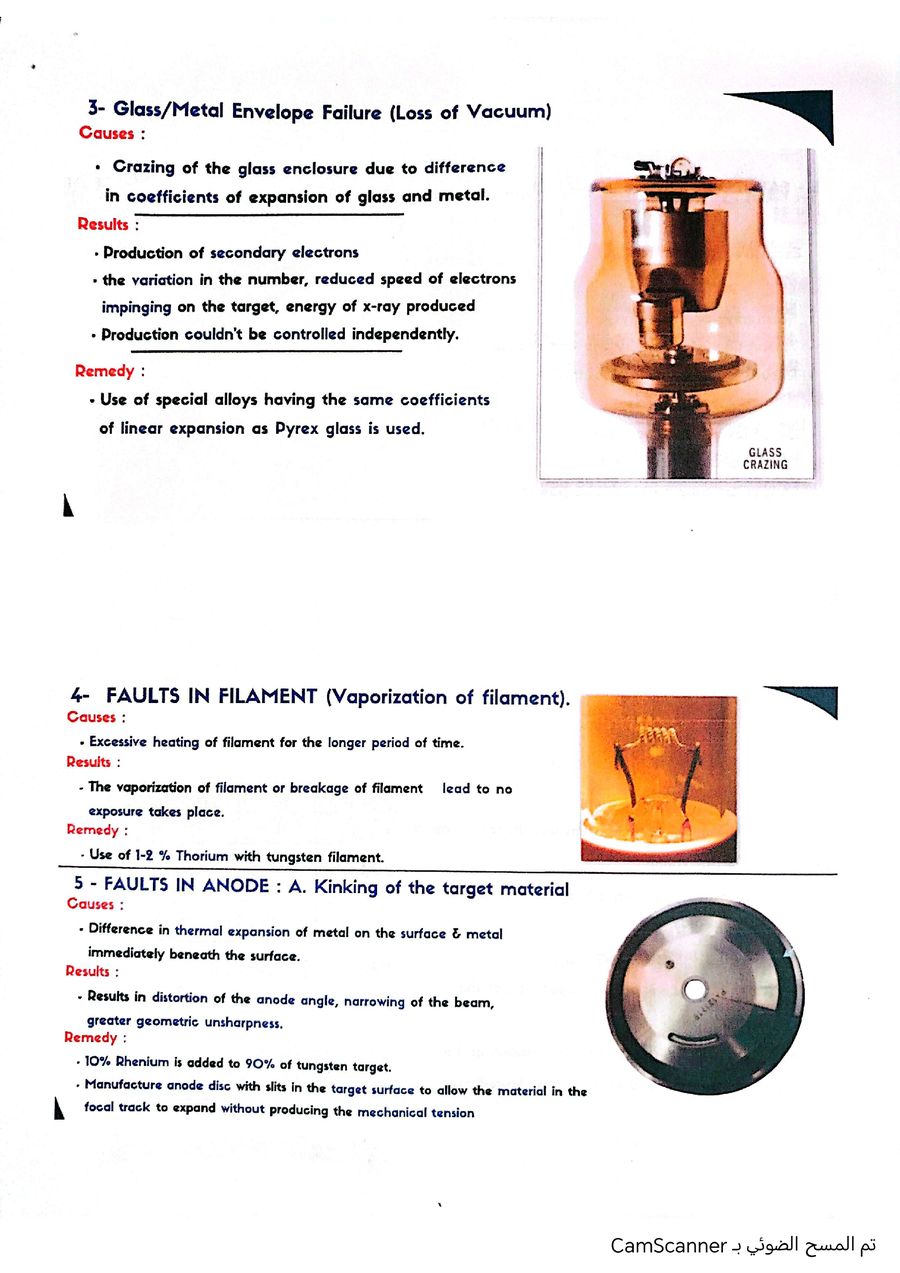 3- Glass/Metal Envelope Failure (Loss of Vacuum)
Causes :
• Crazing of the glass enclosure due to difference
in coefficients of expansion of glass and metal.
Results :
• Production of secondary electrons
• the variation in the number, reduced speed of electrons
impinging on the target, energy of x-ray produced
• Production couldn't be controlled independently.
Remedy :
• Use of special alloys having the same coefficients
of linear expansion as Pyrex glass is used.
GLASS
CRAZING
4- FAULTS IN FILAMENT (Vaporization of filament).
Causes :
• Excessive heating of filament for the longer period of time.
Results :
• The vaporization of filament or breakage of filament lead to no
exposure takes place.
Remedy :
• Use of 1-2 % Thorium with tungsten filament.
5 - FAULTS IN ANODE : A. Kinking of the target material
Causes :
• Difference in thermal expansion of metal on the surface & metal
immediately beneath the surface.
Results :
• Results in distortion of the anode angle, narrowing of the beam,
greater geometric unsharpness.
Remedy :
• 10% Rhenium is added to 90% of tungsten target.
• Manufacture anode disc with slits in the target surface to allow the material in the
focal track to expand without producing the mechanical tension
تم المسح الضوئي بـ CamScanner